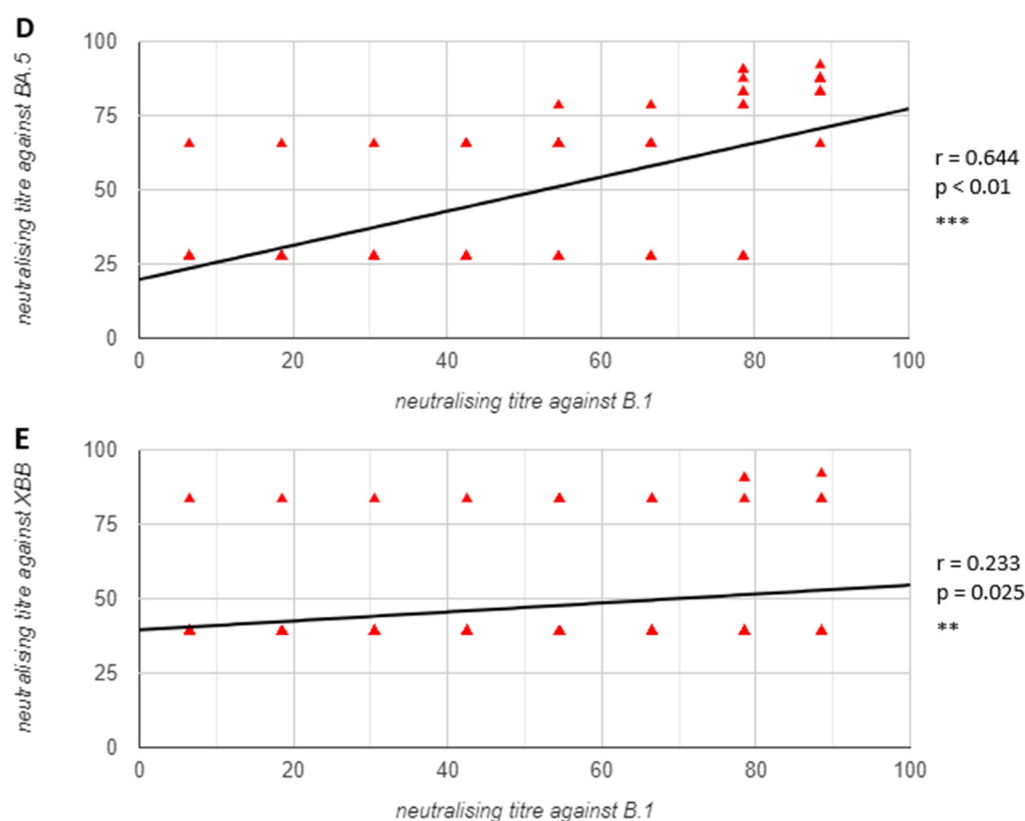 D
neutralising titre against BA.5
100
75
50
25
0
0 20 40 60 80 100
neutralising titre against B.1
r = 0.644
p < 0.01
***
E
neutralising titre against XBB
100
75
50
25
0
0 20 40 60 80 100
neutralising titre against B.1
r = 0.233
p = 0.025
**